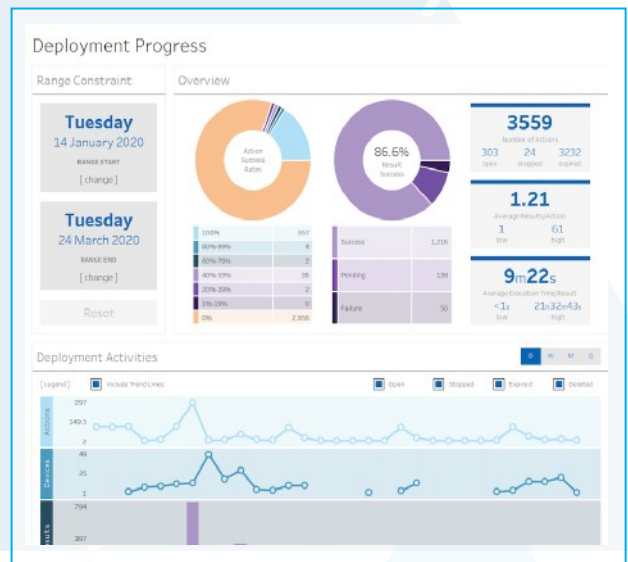 Deployment Progress
Range Constraint
Tuesday
14 January 2020
RANGE START
[ change ]
Tuesday
24 March 2020
RANGE END
[ change ]
Reset
Overview
Action
Success
Rates
86.6%
Result
Success
100% 557
80%-99% 4
60%-79% 2
40%-59% 38
20%-39% 2
1%-19% 0
0% 2,956
Success 1,216
Pending 138
Failure 50
3559
Number of Actions
303 24 3232
open stopped expired
1.21
Average Results/Action
1 61
low high
9m22s
Average Execution Time/Result
<1s 21h32m43s
low high
Deployment Activities
D W M Q
[Legend] Include Trend Lines Open Stopped Expired Deleted
Actions
297
149.5
2
Devices
49
25
1
794
397